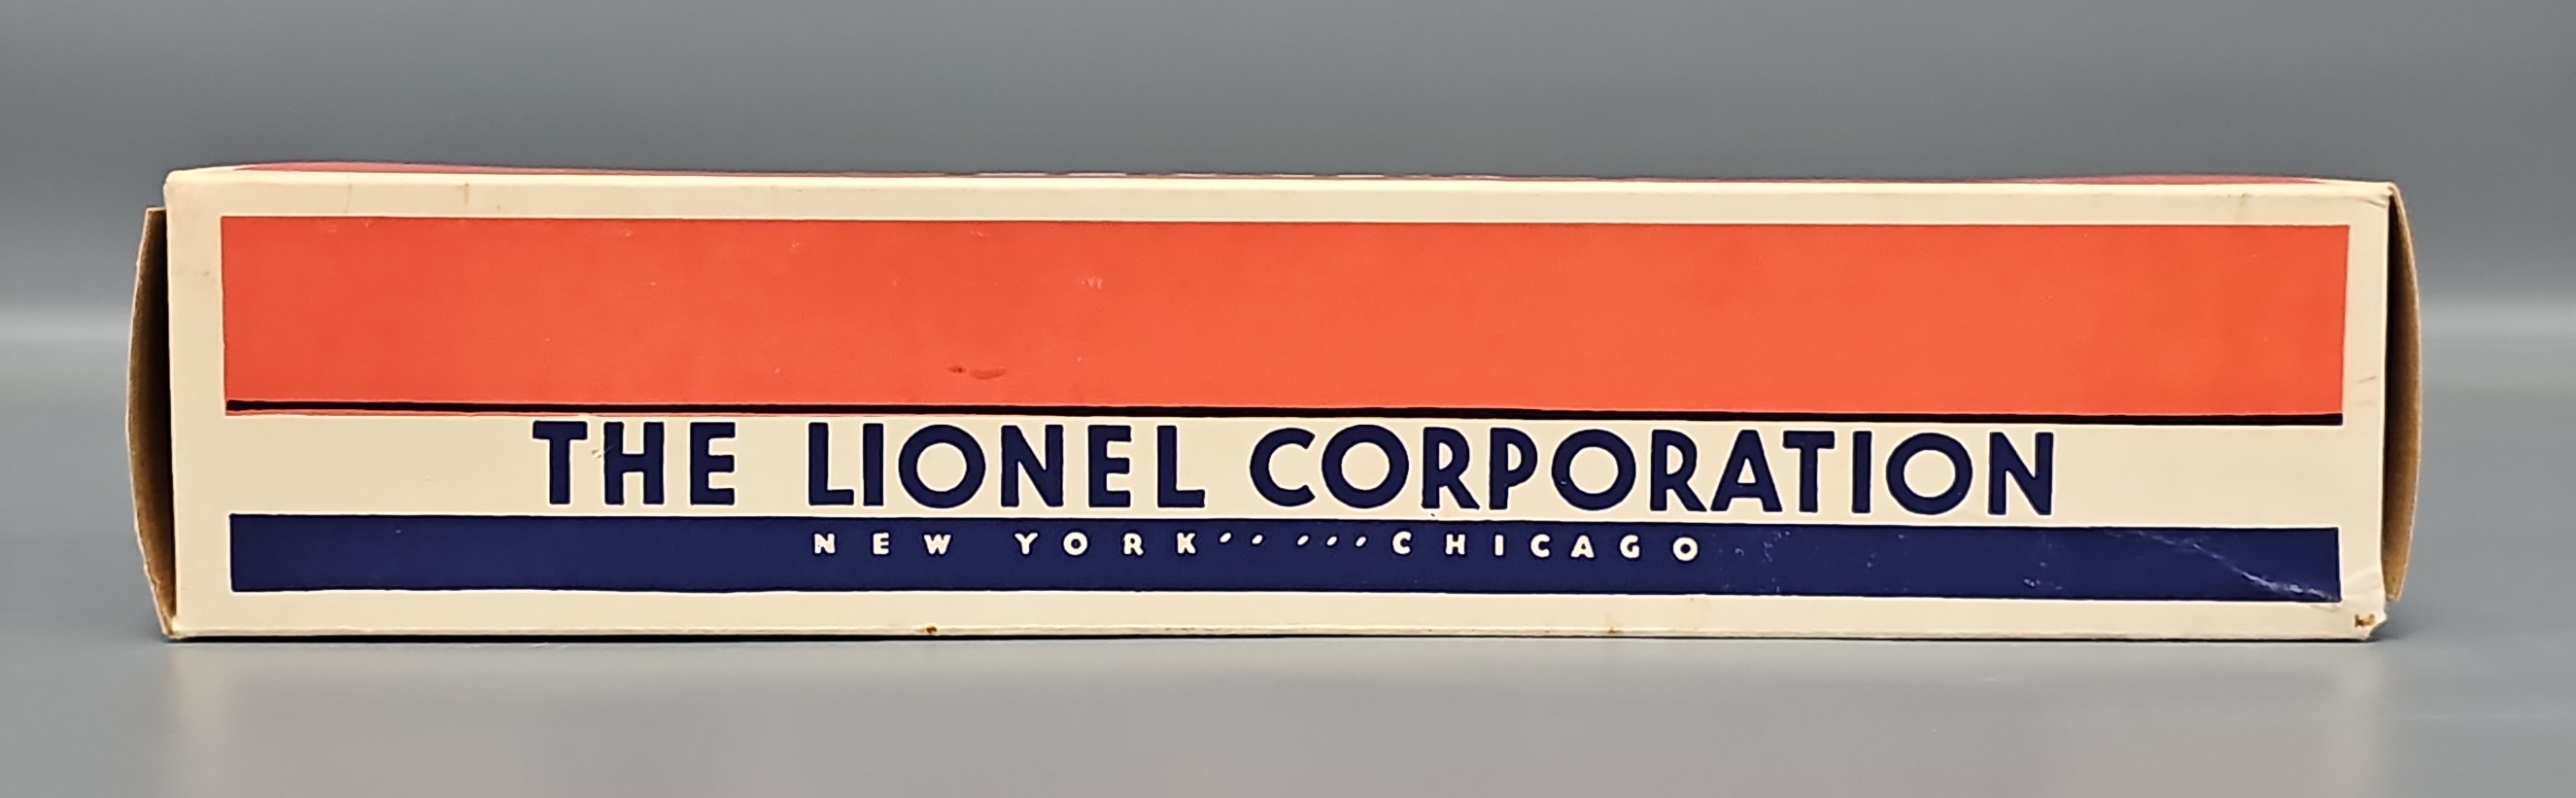 THE LIONEL CORPORATION
NEW YORK·· ···CHICAGO